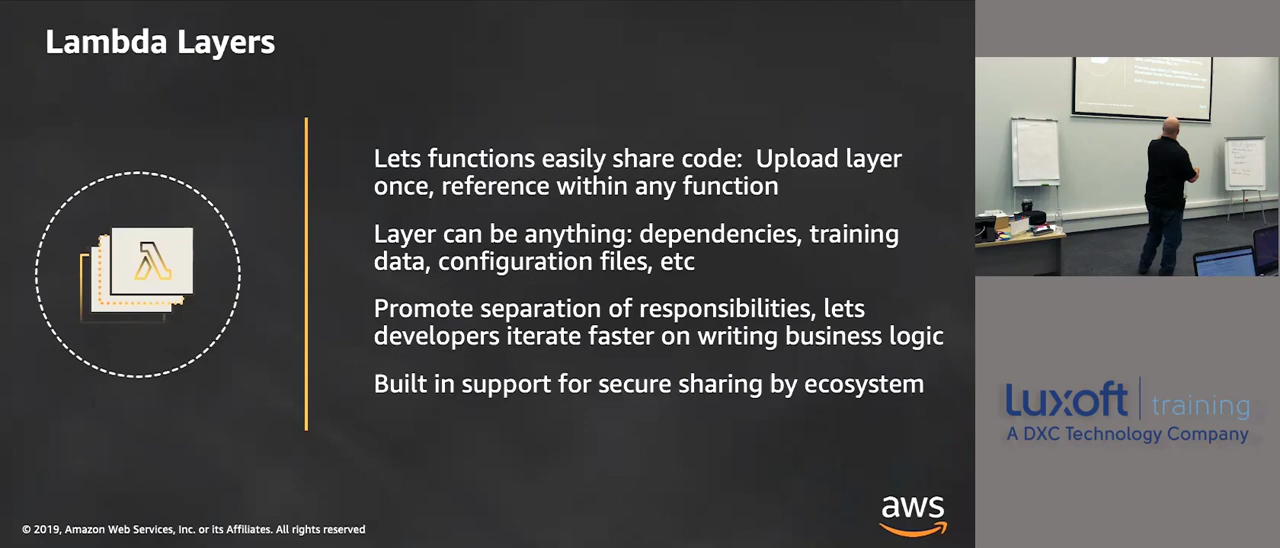 Lambda Layers
Lets functions easily share code:  Upload layer
once, reference within any function
Layer can be anything: dependencies, training
data, configuration files, etc
Promote separation of responsibilities, lets
developers iterate faster on writing business logic
Built in support for secure sharing by ecosystem
© 2019, Amazon Web Services, Inc. or its Affiliates. All rights reserved
aws
Luxoft training
A DXC Technology Company